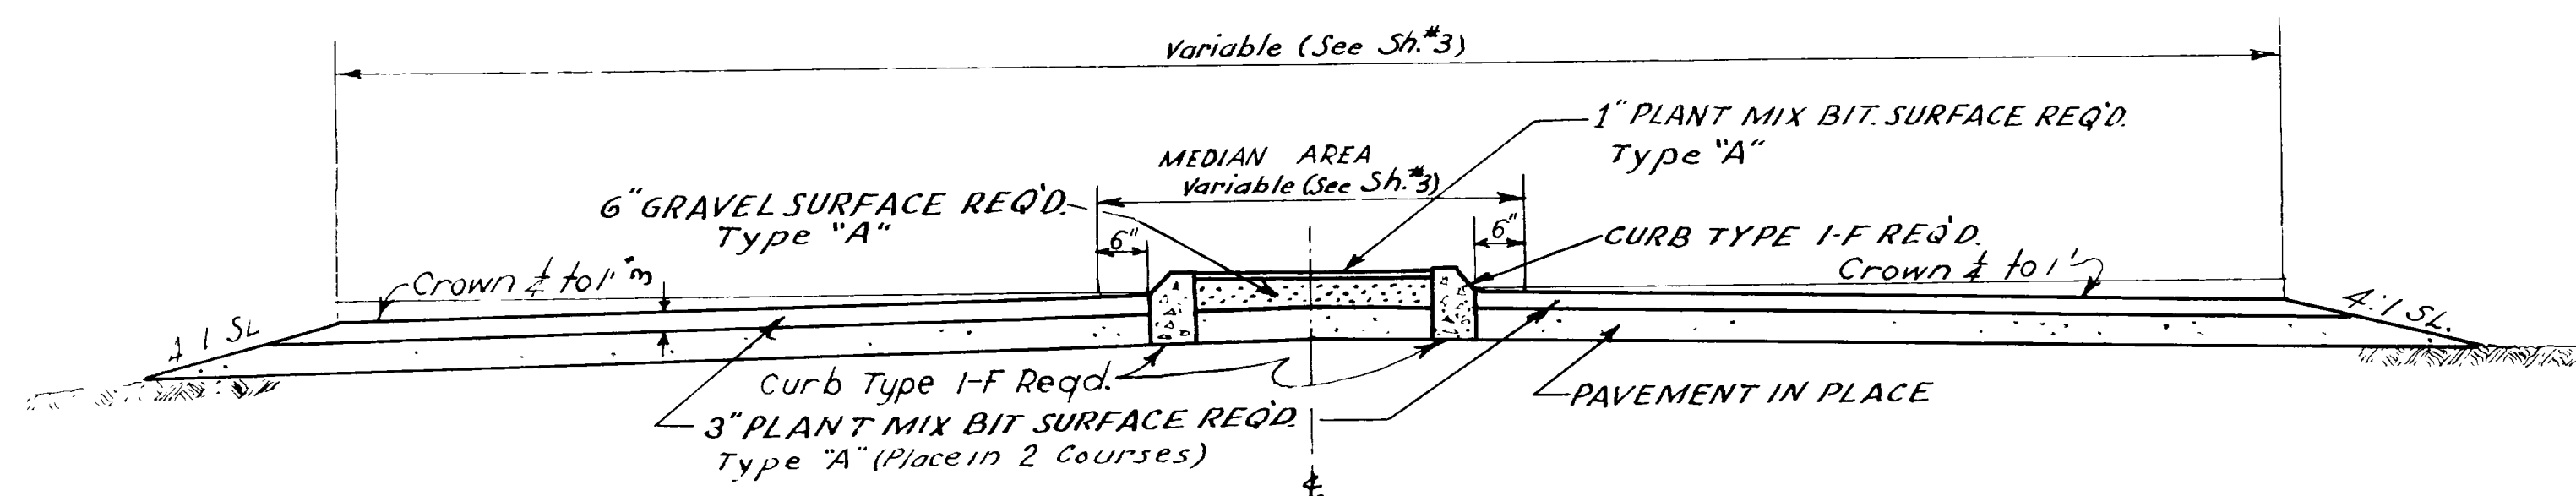 Variable (See Sh.#3)
1" PLANT MIX BIT. SURFACE REQ'D.
Type "A"
MEDIAN AREA
Variable (See Sh.#3)
6" GRAVEL SURFACE REQ'D.
Type "A"
6"
6"
CURB TYPE I-F REQ'D.
Crown ¼ to 1'
3"
Crown ¼ to 1'
4:1 SL
4:1 SL.
Curb Type I-F Reqd.
PAVEMENT IN PLACE
3" PLANT MIX BIT SURFACE REQ'D.
Type "A" (Place in 2 Courses)
℄